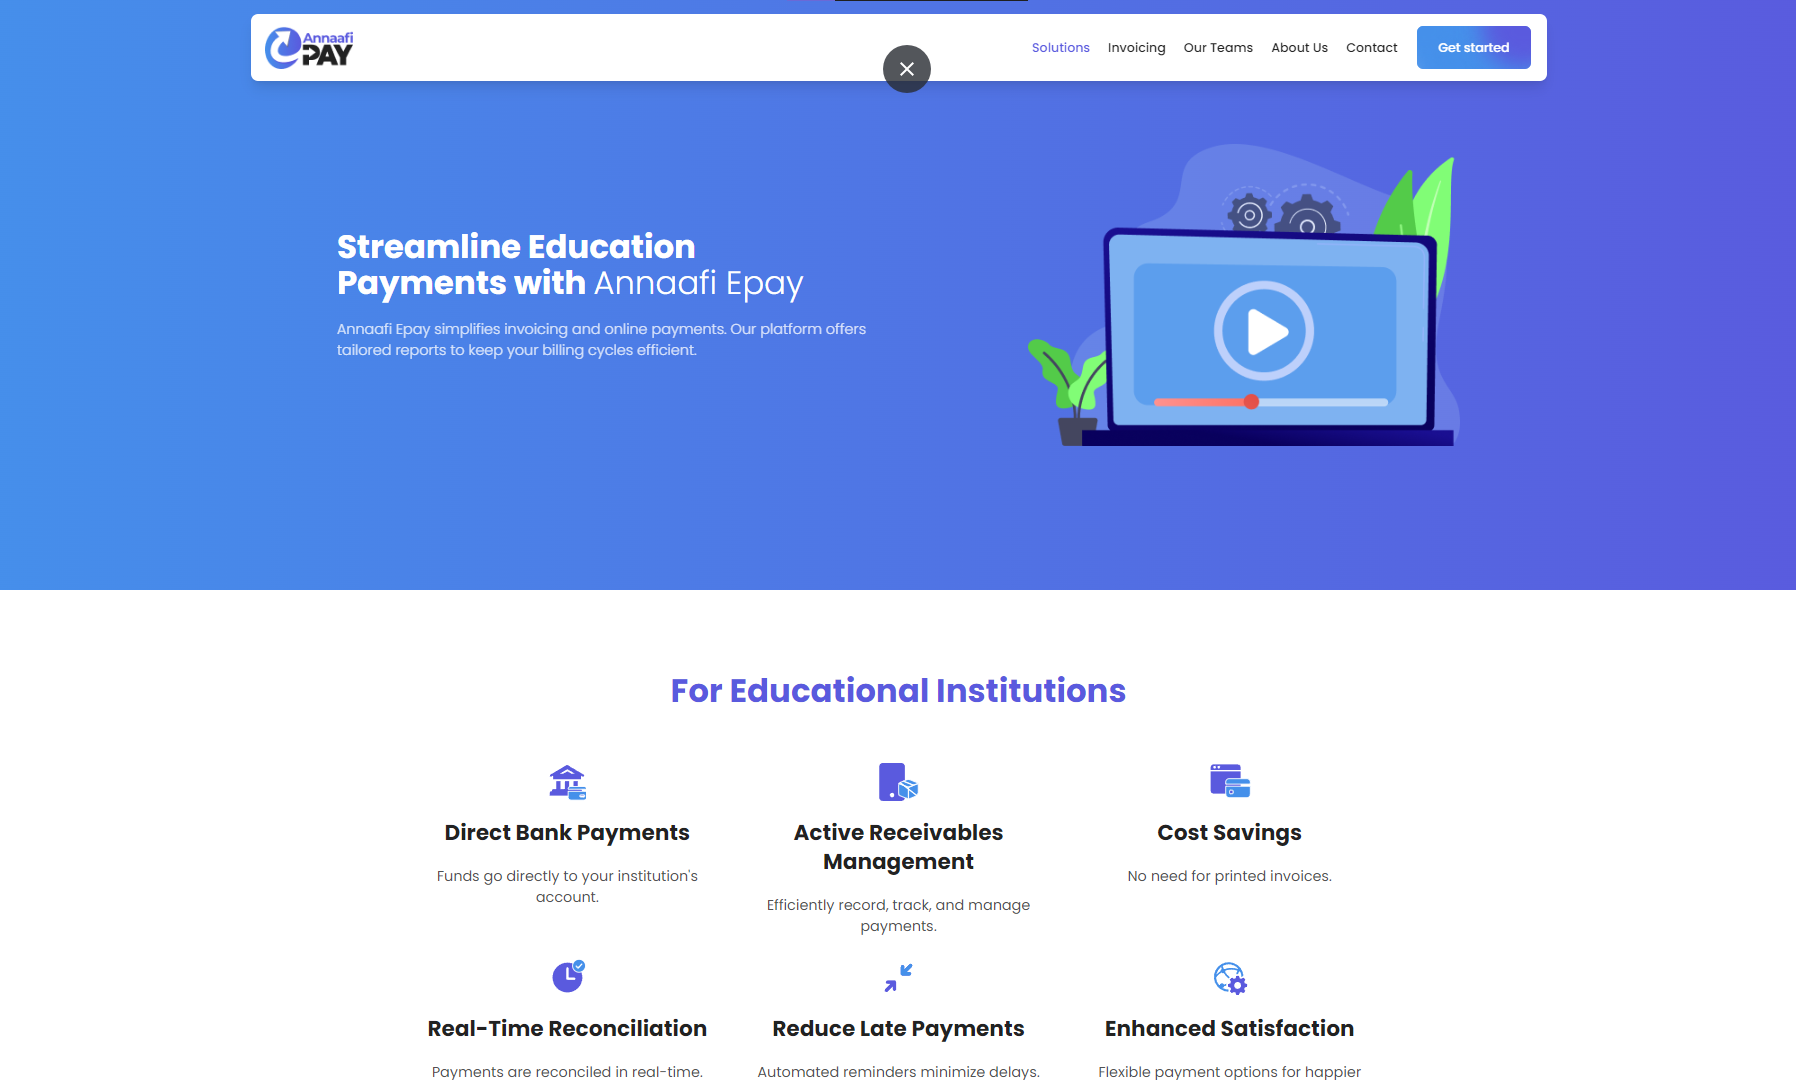 Annaafi
PAY
Solutions
Invoicing
Our Teams
About Us
Contact
Get started
Streamline Education
Payments with Annaafi Epay
Annaafi Epay simplifies invoicing and online payments. Our platform offers
tailored reports to keep your billing cycles efficient.
For Educational Institutions
Direct Bank Payments
Funds go directly to your institution's
account.
Active Receivables
Management
Efficiently record, track, and manage
payments.
Cost Savings
No need for printed invoices.
Real-Time Reconciliation
Payments are reconciled in real-time.
Reduce Late Payments
Automated reminders minimize delays.
Enhanced Satisfaction
Flexible payment options for happier